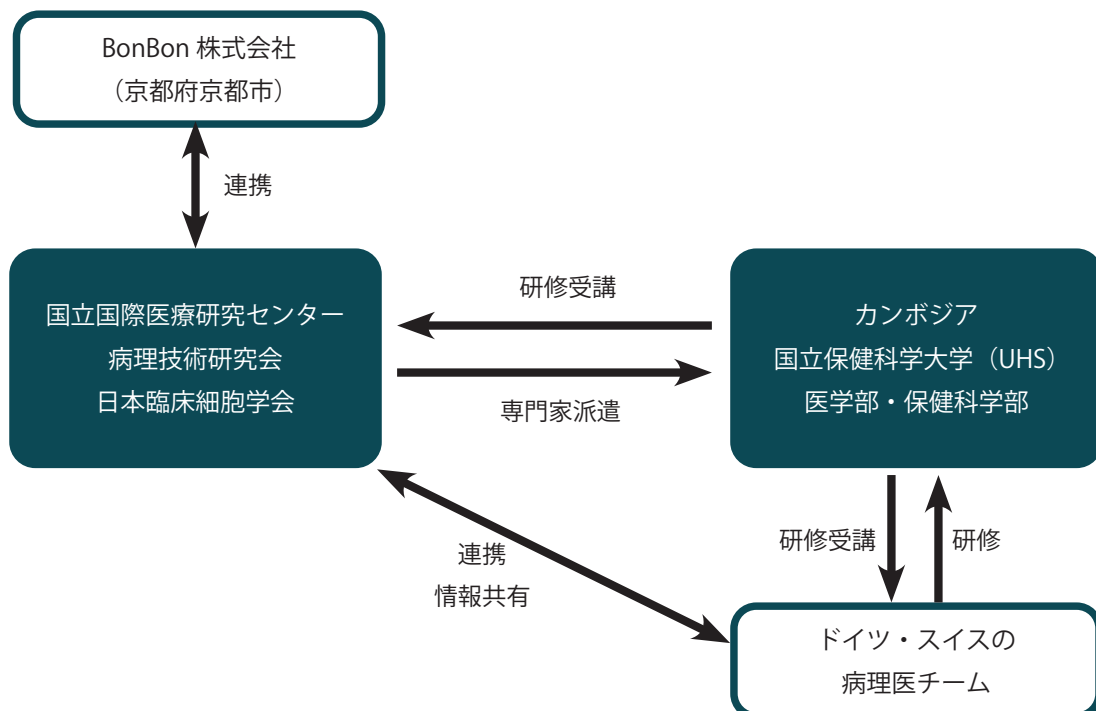 BonBon 株式会社
（京都府京都市）
連携
国立国際医療研究センター
病理技術研究会
日本臨床細胞学会
研修受講
専門家派遣
カンボジア
国立保健科学大学（UHS）
医学部・保健科学部
連携
情報共有
研修受講
研修
ドイツ・スイスの
病理医チーム